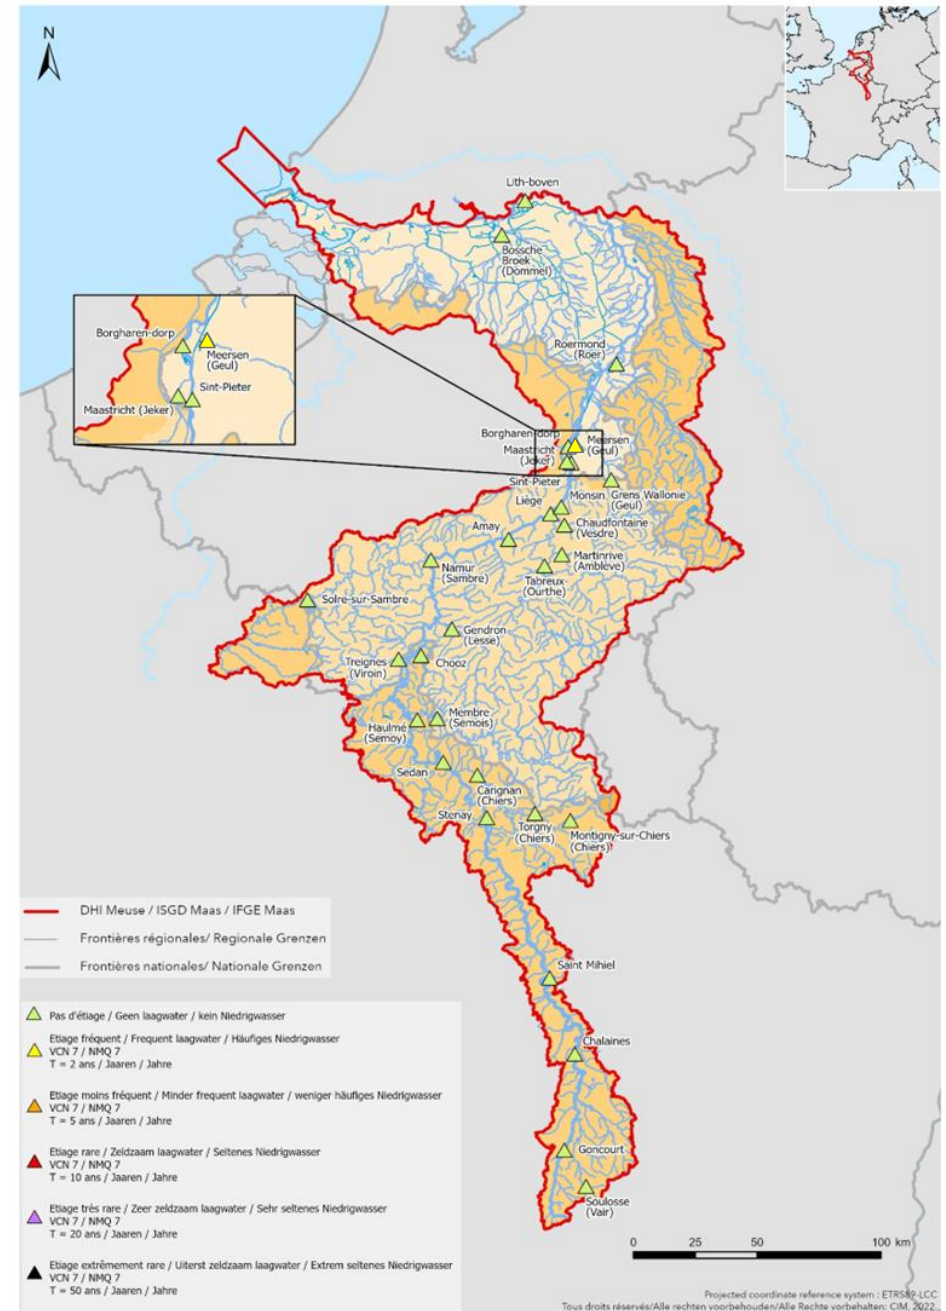 N
Lith-boven
Bossche
Broek
(Dommel)
Roermond
(Roer)
Borgharen-dorp
Meersen
(Geul)
Sint-Pieter
Maastricht (Jeker)
Borgharen-dorp
Meersen
(Geul)
Maastricht
(Jeker)
Sint-Pieter
Monsin
Grens Wallonie
(Geul)
Liège
Chaudfontaine
(Vesdre)
Amay
Martinrive
(Amblève)
Namur
(Sambre)
Tabreux
(Ourthe)
Solre-sur-Sambre
Gendron
(Lesse)
Treignes
(Viroin)
Chooz
Haulmé
(Semoy)
Membre
(Semois)
Sedan
Carignan
(Chiers)
Stenay
Torgny
(Chiers)
Montigny-sur-Chiers
(Chiers)
Saint Mihiel
Chalaines
Goncourt
Soulosse
(Vair)
DHI Meuse / ISGD Maas / IFGE Maas
Frontières régionales/ Regionale Grenzen
Frontières nationales/ Nationale Grenzen
Pas d'étiage / Geen laagwater / kein Niedrigwasser
Etiage fréquent / Frequent laagwater / Häufiges Niedrigwasser
VCN 7 / NMQ 7
T = 2 ans / Jaaren / Jahre
Etiage moins fréquent / Minder frequent laagwater / weniger häufiges Niedrigwasser
VCN 7 / NMQ 7
T = 5 ans / Jaaren / Jahre
Etiage rare / Zeldzaam laagwater / Seltenes Niedrigwasser
VCN 7 / NMQ 7
T = 10 ans / Jaaren / Jahre
Etiage très rare / Zeer zeldzaam laagwater / Sehr seltenes Niedrigwasser
VCN 7 / NMQ 7
T = 20 ans / Jaaren / Jahre
Etiage extrêmement rare / Uiterst zeldzaam laagwater / Extrem seltenes Niedrigwasser
VCN 7 / NMQ 7
T = 50 ans / Jaaren / Jahre
0 25 50 100 km
Projected coordinate reference system : ETRS89-LCC
Tous droits réservés/Alle rechten voorbehouden/Alle Rechte vorbehalten: CIM,